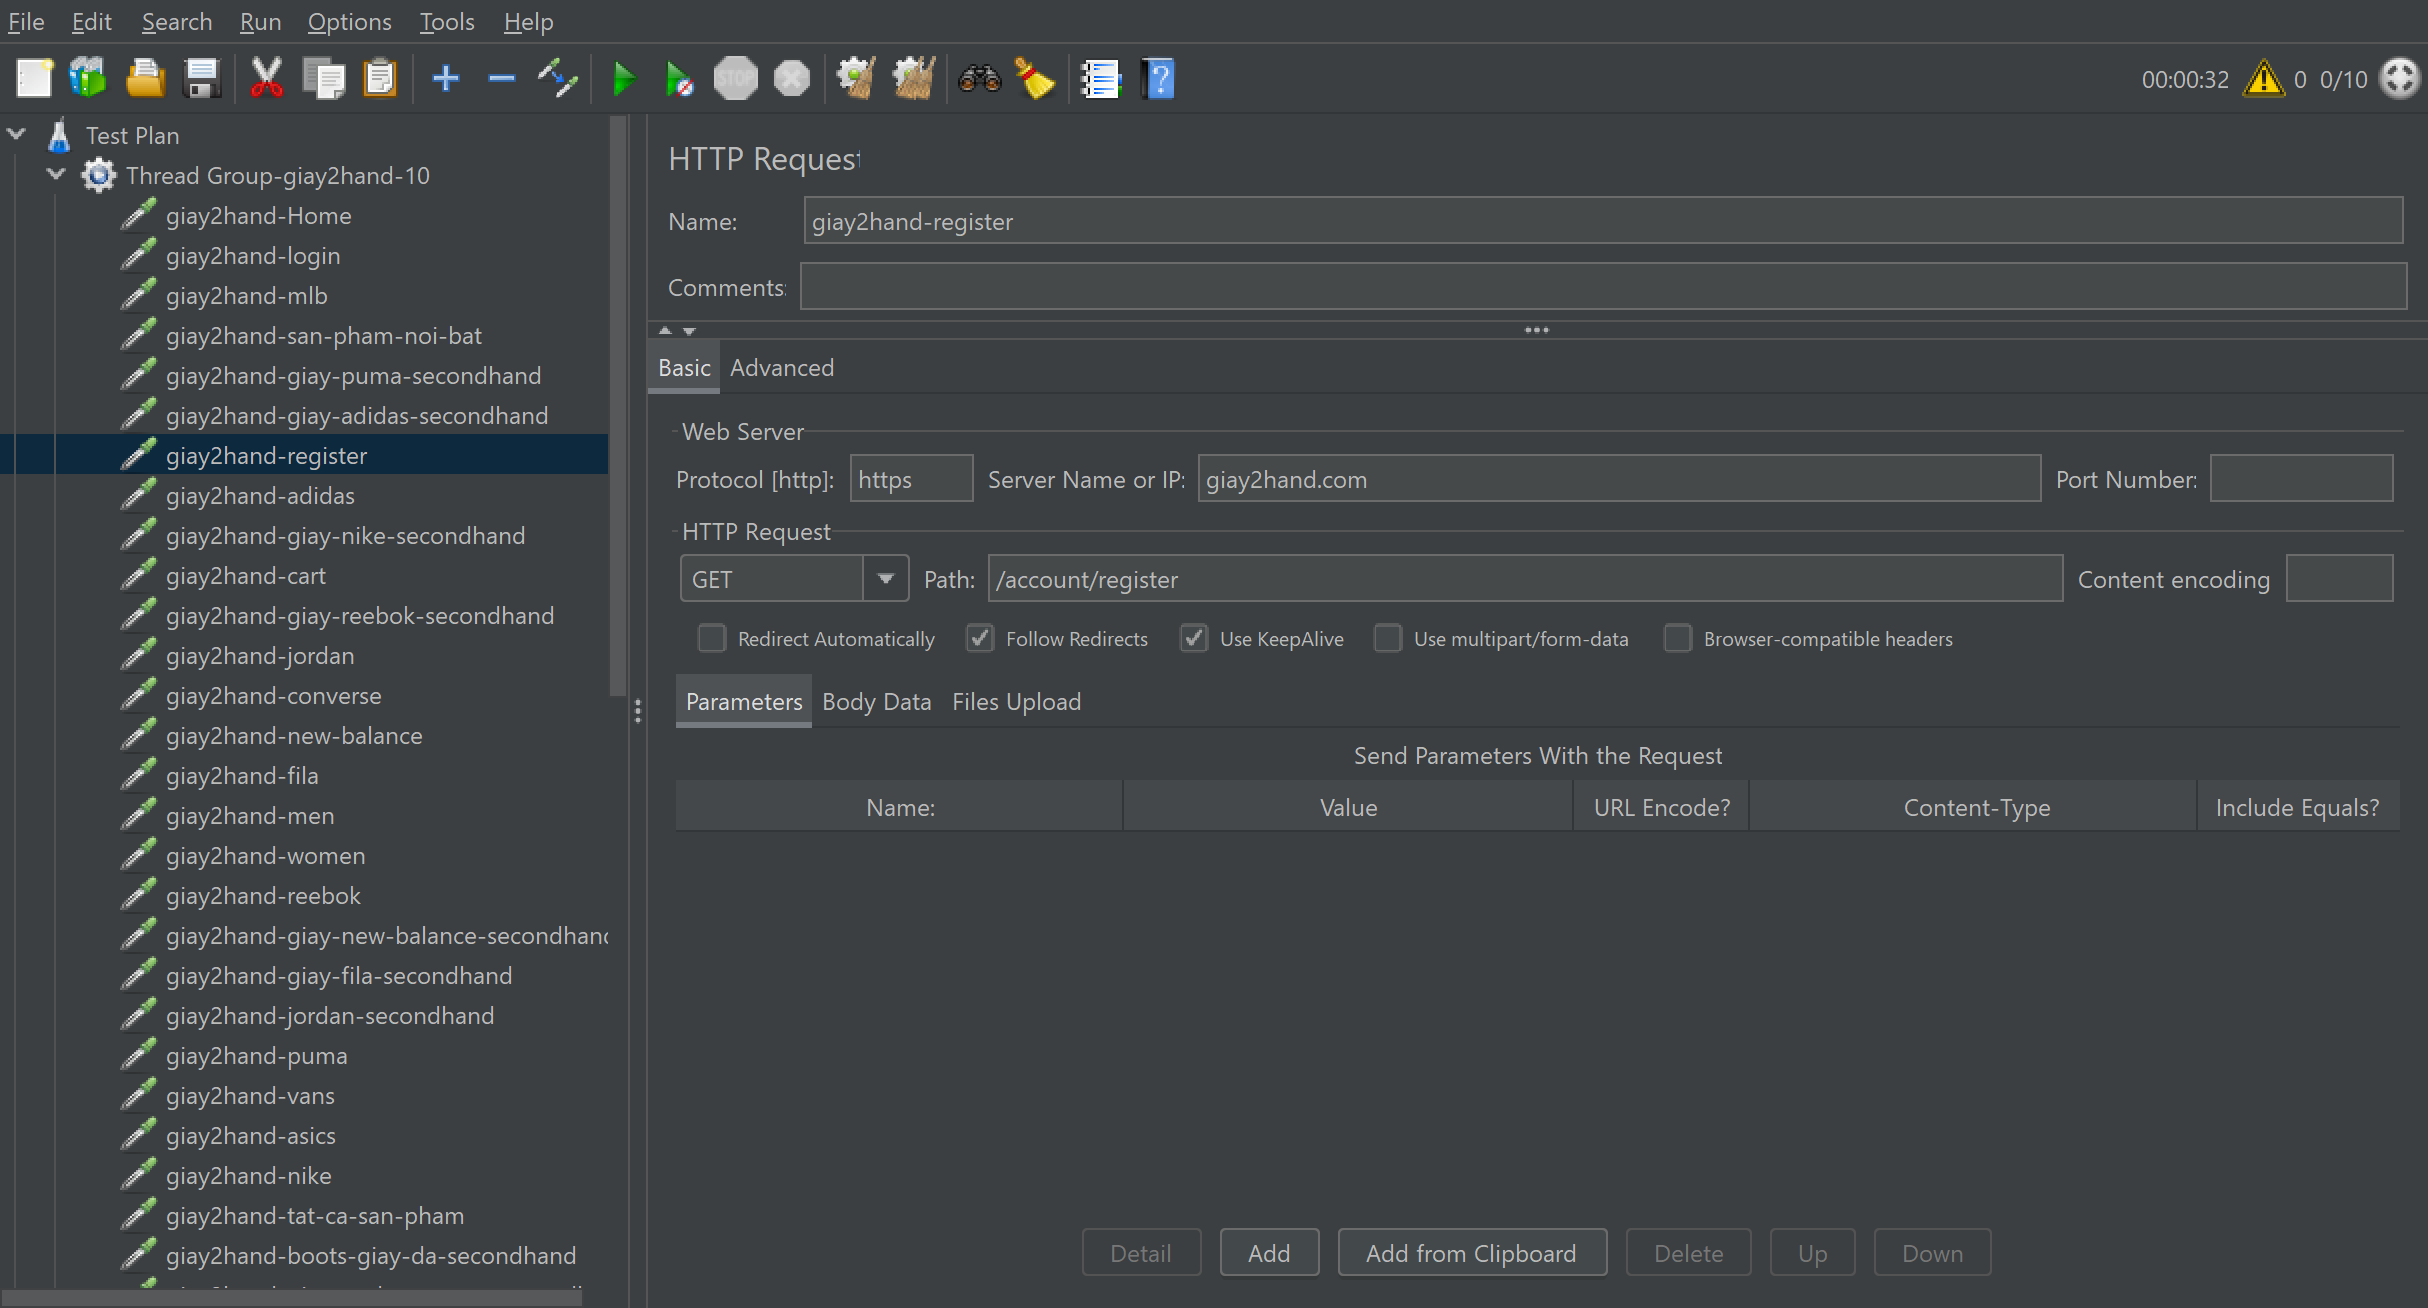 File Edit Search Run Options Tools Help
STOP
00:00:32 0 0/10
Test Plan
Thread Group-giay2hand-10
giay2hand-Home
giay2hand-login
giay2hand-mlb
giay2hand-san-pham-noi-bat
giay2hand-giay-puma-secondhand
giay2hand-giay-adidas-secondhand
giay2hand-register
giay2hand-adidas
giay2hand-giay-nike-secondhand
giay2hand-cart
giay2hand-giay-reebok-secondhand
giay2hand-jordan
giay2hand-converse
giay2hand-new-balance
giay2hand-fila
giay2hand-men
giay2hand-women
giay2hand-reebok
giay2hand-giay-new-balance-secondhand
giay2hand-giay-fila-secondhand
giay2hand-jordan-secondhand
giay2hand-puma
giay2hand-vans
giay2hand-asics
giay2hand-nike
giay2hand-tat-ca-san-pham
giay2hand-boots-giay-da-secondhand
HTTP Request
Name: giay2hand-register
Comments:
Basic Advanced
Web Server
Protocol [http]: https Server Name or IP: giay2hand.com Port Number:
HTTP Request
GET Path: /account/register Content encoding
Redirect Automatically Follow Redirects Use KeepAlive Use multipart/form-data Browser-compatible headers
Parameters Body Data Files Upload
Send Parameters With the Request
Name: Value URL Encode? Content-Type Include Equals?
Detail Add Add from Clipboard Delete Up Down